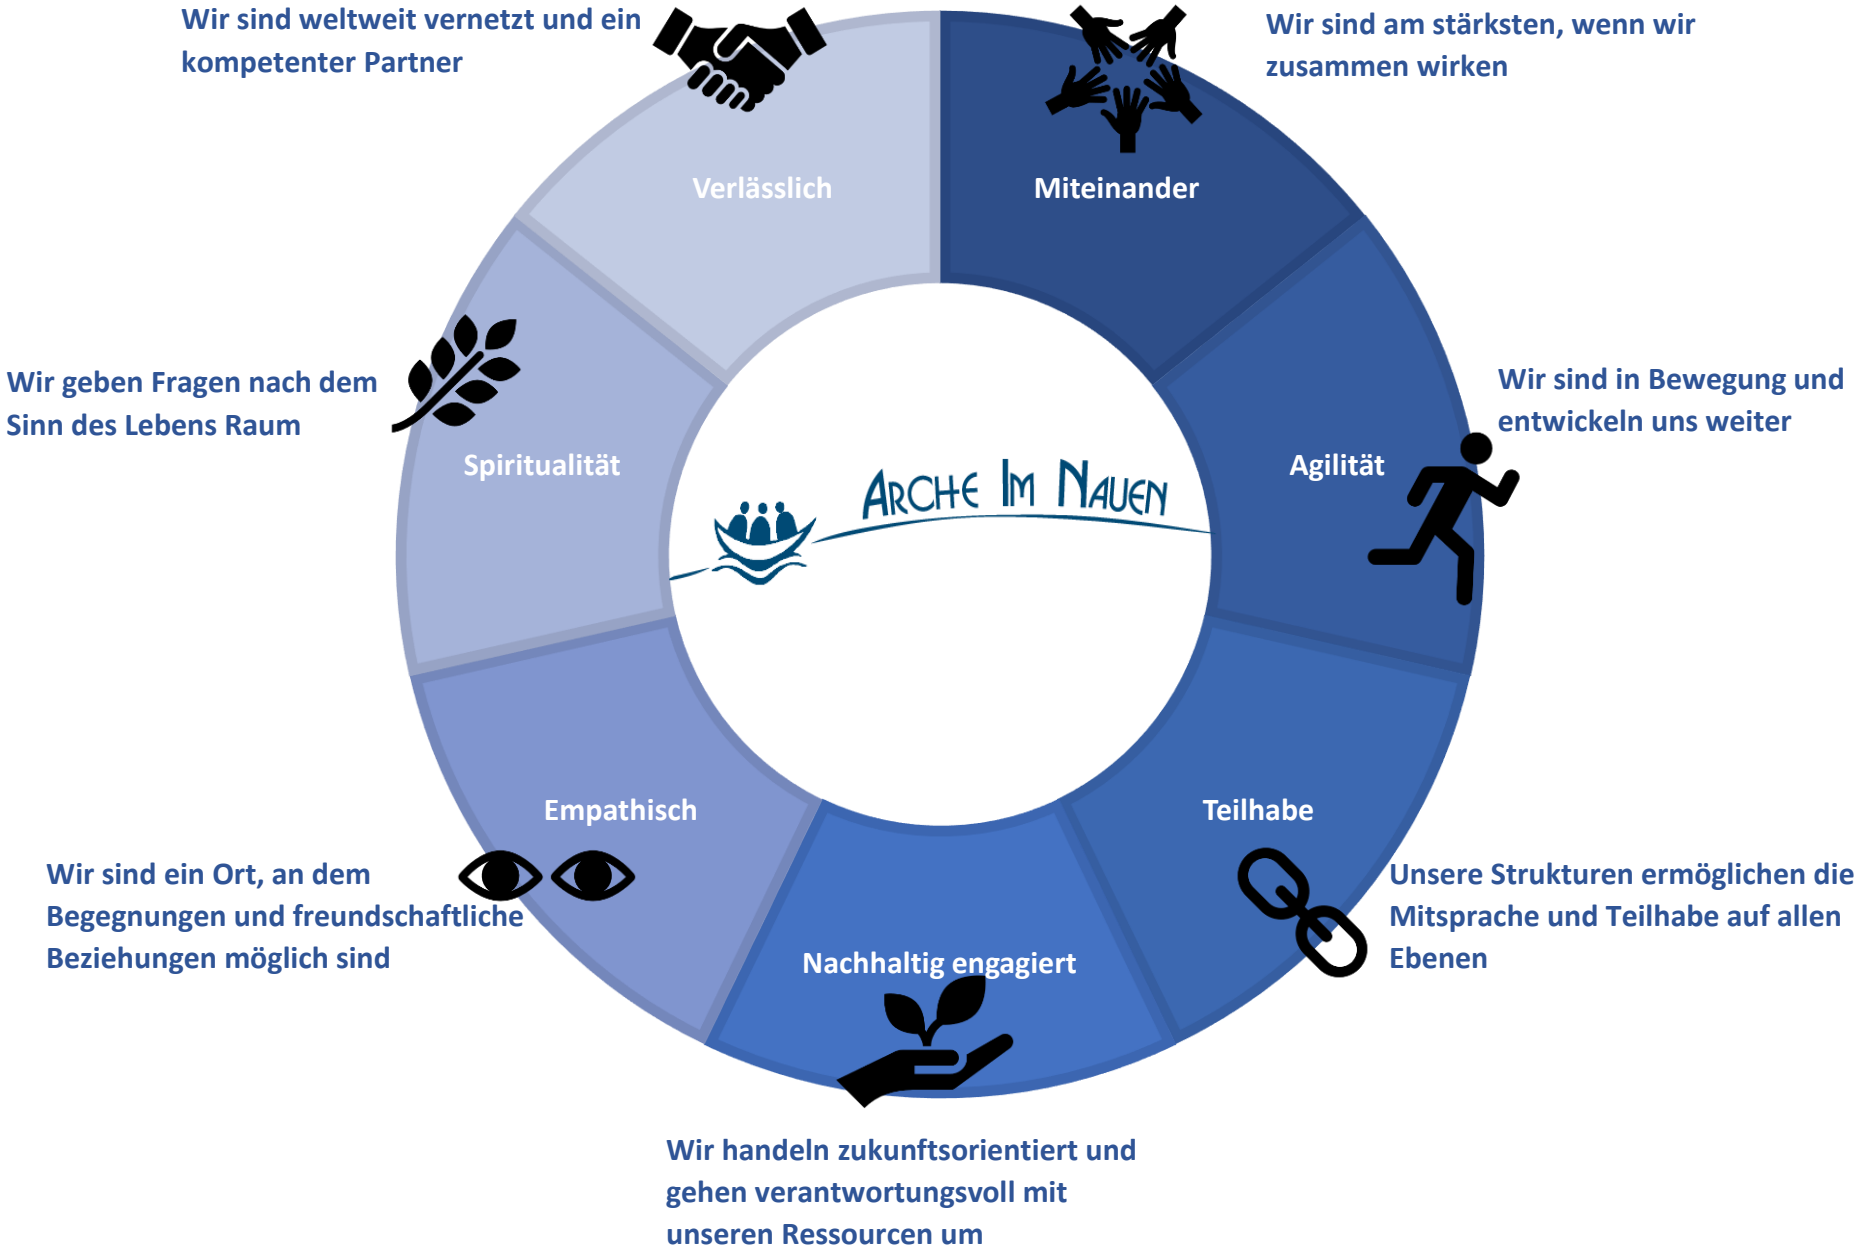 Wir sind weltweit vernetzt und ein
kompetenter Partner
Wir sind am stärksten, wenn wir
zusammen wirken
Verlässlich
Miteinander
Wir geben Fragen nach dem
Sinn des Lebens Raum
Wir sind in Bewegung und
entwickeln uns weiter
Spiritualität
Agilität
ARCHE IM NAUEN
Empathisch
Teilhabe
Wir sind ein Ort, an dem
Begegnungen und freundschaftliche
Beziehungen möglich sind
Unsere Strukturen ermöglichen die
Mitsprache und Teilhabe auf allen
Ebenen
Nachhaltig engagiert
Wir handeln zukunftsorientiert und
gehen verantwortungsvoll mit
unseren Ressourcen um